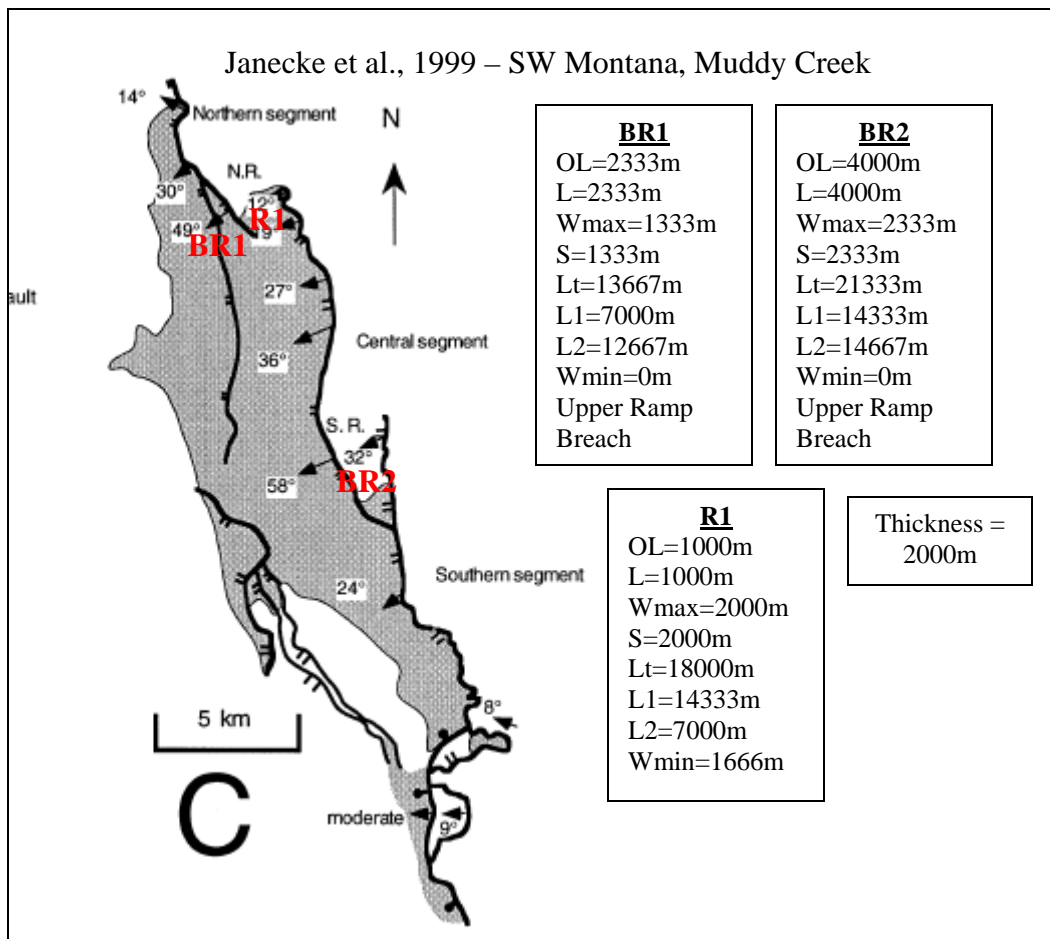 Janecke et al., 1999 – SW Montana, Muddy Creek
14°
Northern segment
N
N.R.
30°
12°
R1
9°
49°
BR1
ault
27°
Central segment
36°
S. R.
32°
58°
BR2
24°
Southern segment
5 km
8°
C
moderate
9°
BR1
OL=2333m
L=2333m
Wmax=1333m
S=1333m
Lt=13667m
L1=7000m
L2=12667m
Wmin=0m
Upper Ramp
Breach
BR2
OL=4000m
L=4000m
Wmax=2333m
S=2333m
Lt=21333m
L1=14333m
L2=14667m
Wmin=0m
Upper Ramp
Breach
R1
OL=1000m
L=1000m
Wmax=2000m
S=2000m
Lt=18000m
L1=14333m
L2=7000m
Wmin=1666m
Thickness =
2000m